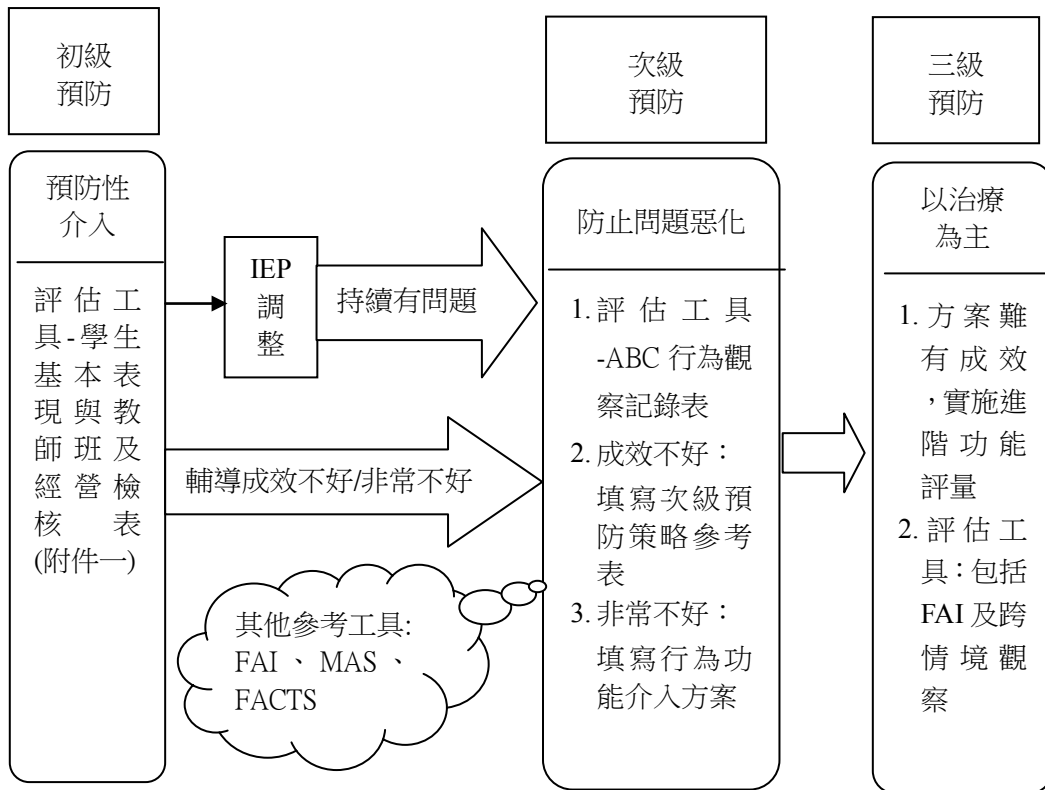 初級
預防
次級
預防
三級
預防
預防性
介入
評估工
具-學生
基本表
現與教
師班及
經營檢
核表
(附件一)
IEP
調
整
持續有問題
輔導成效不好/非常不好
其他參考工具:
FAI、MAS、
FACTS
防止問題惡化
1. 評估工具
-ABC 行為觀
察記錄表
2. 成效不好：
填寫次級預
防策略參考
表
3. 非常不好：
填寫行為功
能介入方案
以治療
為主
1. 方案難
有成效
，實施進
階功能
評量
2. 評估工
具：包括
FAI 及跨
情境觀
察